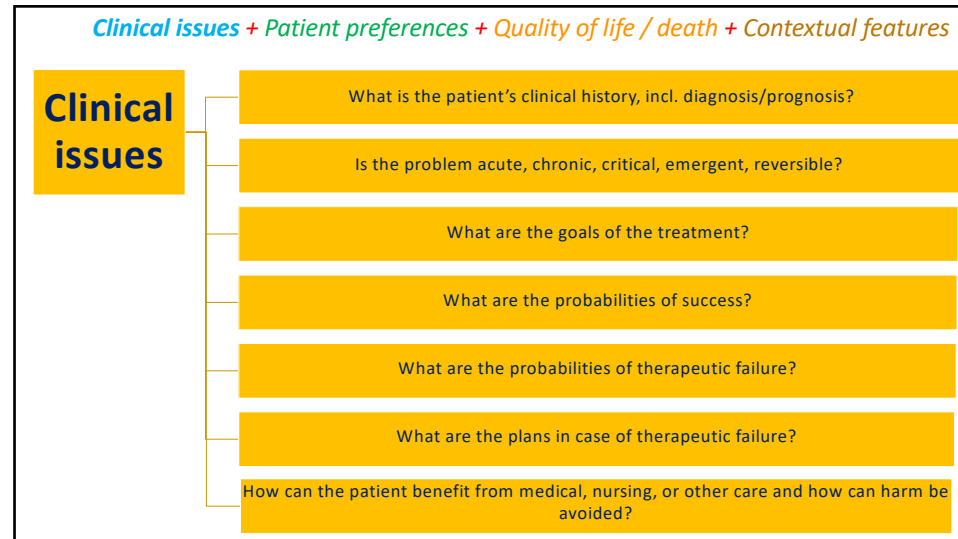 Clinical issues + Patient preferences + Quality of life / death + Contextual features
Clinical
issues
What is the patient’s clinical history, incl. diagnosis/prognosis?
Is the problem acute, chronic, critical, emergent, reversible?
What are the goals of the treatment?
What are the probabilities of success?
What are the probabilities of therapeutic failure?
What are the plans in case of therapeutic failure?
How can the patient benefit from medical, nursing, or other care and how can harm be
avoided?